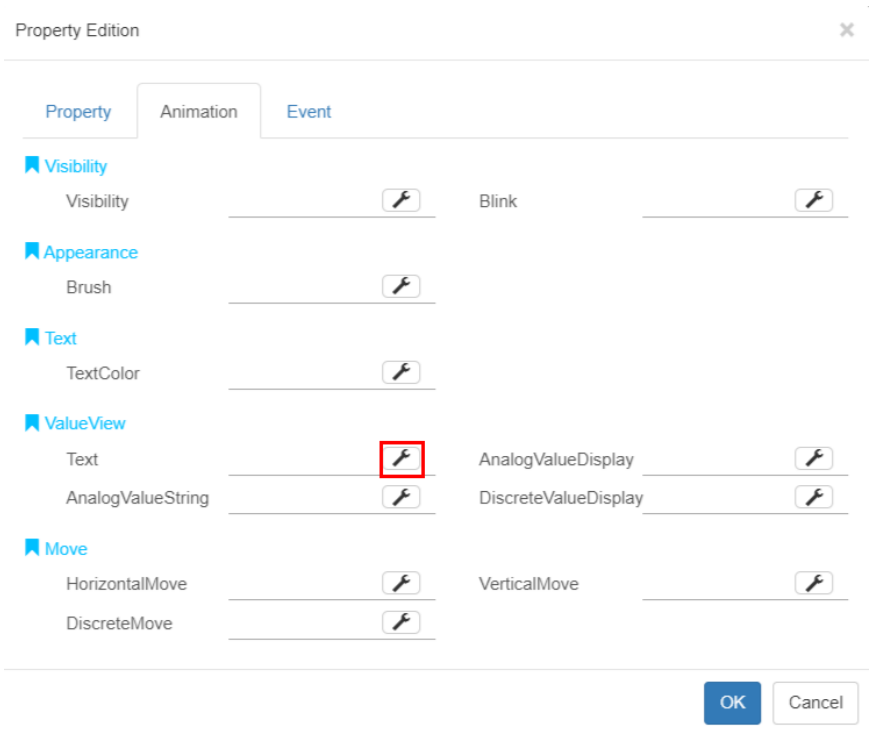 Property Edition ×
Property Animation Event
Visibility
Visibility Blink
Appearance
Brush
Text
TextColor
ValueView
Text AnalogValueDisplay
AnalogValueString DiscreteValueDisplay
Move
HorizontalMove VerticalMove
DiscreteMove
OK Cancel